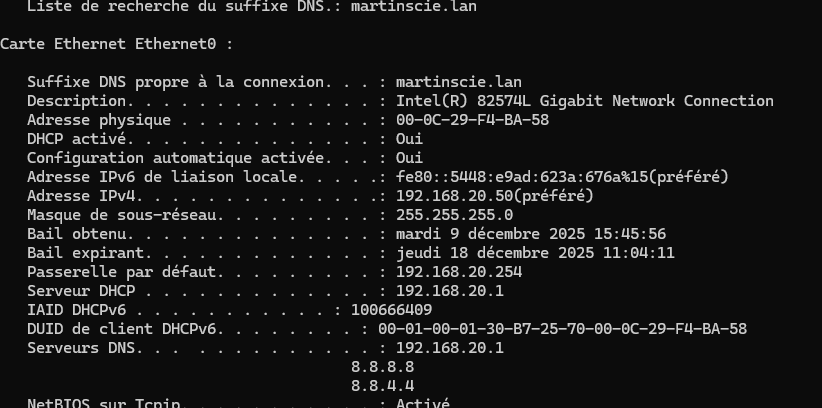 Liste de recherche du suffixe DNS.: martinscie.lan
Carte Ethernet Ethernet0 :
Suffixe DNS propre à la connexion. . . : martinscie.lan
Description. . . . . . . . . . . . . . : Intel(R) 82574L Gigabit Network Connection
Adresse physique . . . . . . . . . . . : 00-0C-29-F4-BA-58
DHCP activé. . . . . . . . . . . . . . : Oui
Configuration automatique activée. . . : Oui
Adresse IPv6 de liaison locale. . . . .: fe80::5448:e9ad:623a:676a%15(préféré)
Adresse IPv4. . . . . . . . . . . . . .: 192.168.20.50(préféré)
Masque de sous-réseau. . . . . . . . . : 255.255.255.0
Bail obtenu. . . . . . . . . . . . . . : mardi 9 décembre 2025 15:45:56
Bail expirant. . . . . . . . . . . . . : jeudi 18 décembre 2025 11:04:11
Passerelle par défaut. . . . . . . . . : 192.168.20.254
Serveur DHCP . . . . . . . . . . . . . : 192.168.20.1
IAID DHCPv6 . . . . . . . . . . . : 100666409
DUID de client DHCPv6. . . . . . . . : 00-01-00-01-30-B7-25-70-00-0C-29-F4-BA-58
Serveurs DNS. . .  . . . . . . . . . . : 192.168.20.1
8.8.8.8
8.8.4.4
NetBIOS sur Tcpip. . . . . . . . . . . : Activé